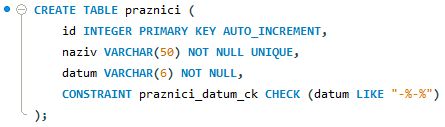 CREATE TABLE praznici (
id INTEGER PRIMARY KEY AUTO_INCREMENT,
naziv VARCHAR(50) NOT NULL UNIQUE,
datum VARCHAR(6) NOT NULL,
CONSTRAINT praznici_datum_ck CHECK (datum LIKE "-%-%")
);